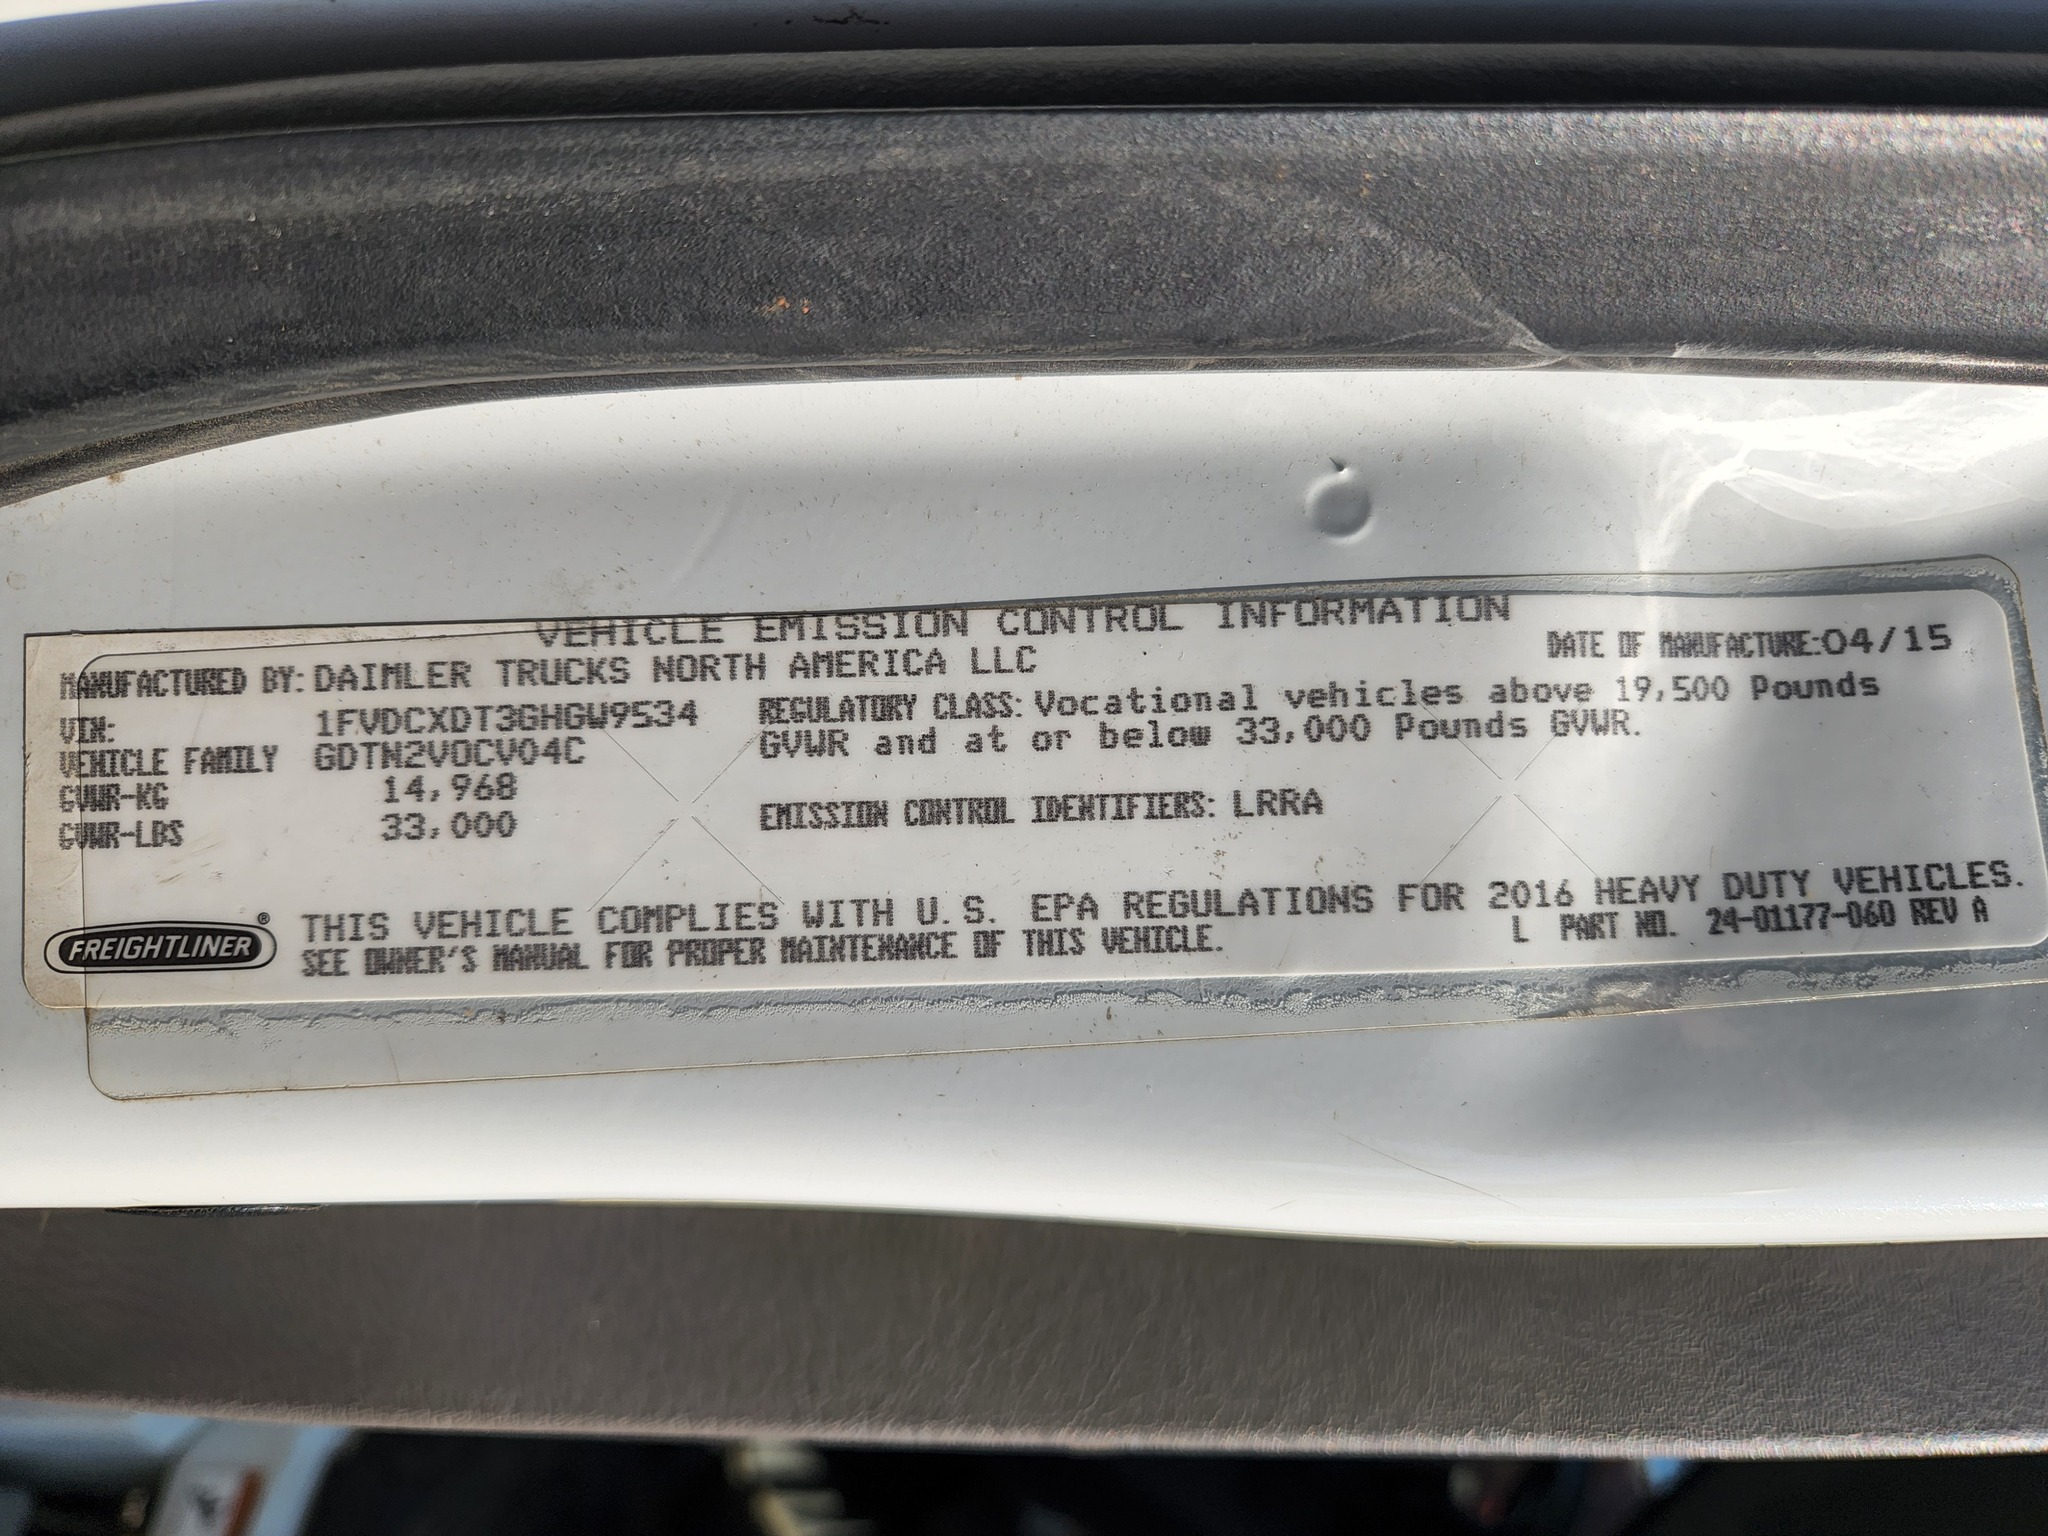 VEHICLE EMISSION CONTROL INFORMATION
MANUFACTURED BY: DAIMLER TRUCKS NORTH AMERICA LLC
DATE OF MANUFACTURE: 04/15
VIN: 1FVDCXDT3GHGW9534
REGULATORY CLASS: Vocational vehicles above 19,500 Pounds
GVWR and at or below 33,000 Pounds GVWR.
VEHICLE FAMILY GDTN2VOCV04C
GVWR-KG 14,968
GVWR-LBS 33,000
EMISSION CONTROL IDENTIFIERS: LRRA
FREIGHTLINER®
THIS VEHICLE COMPLIES WITH U.S. EPA REGULATIONS FOR 2016 HEAVY DUTY VEHICLES.
SEE OWNER'S MANUAL FOR PROPER MAINTENANCE OF THIS VEHICLE.
L PART NO. 24-01177-060 REV A